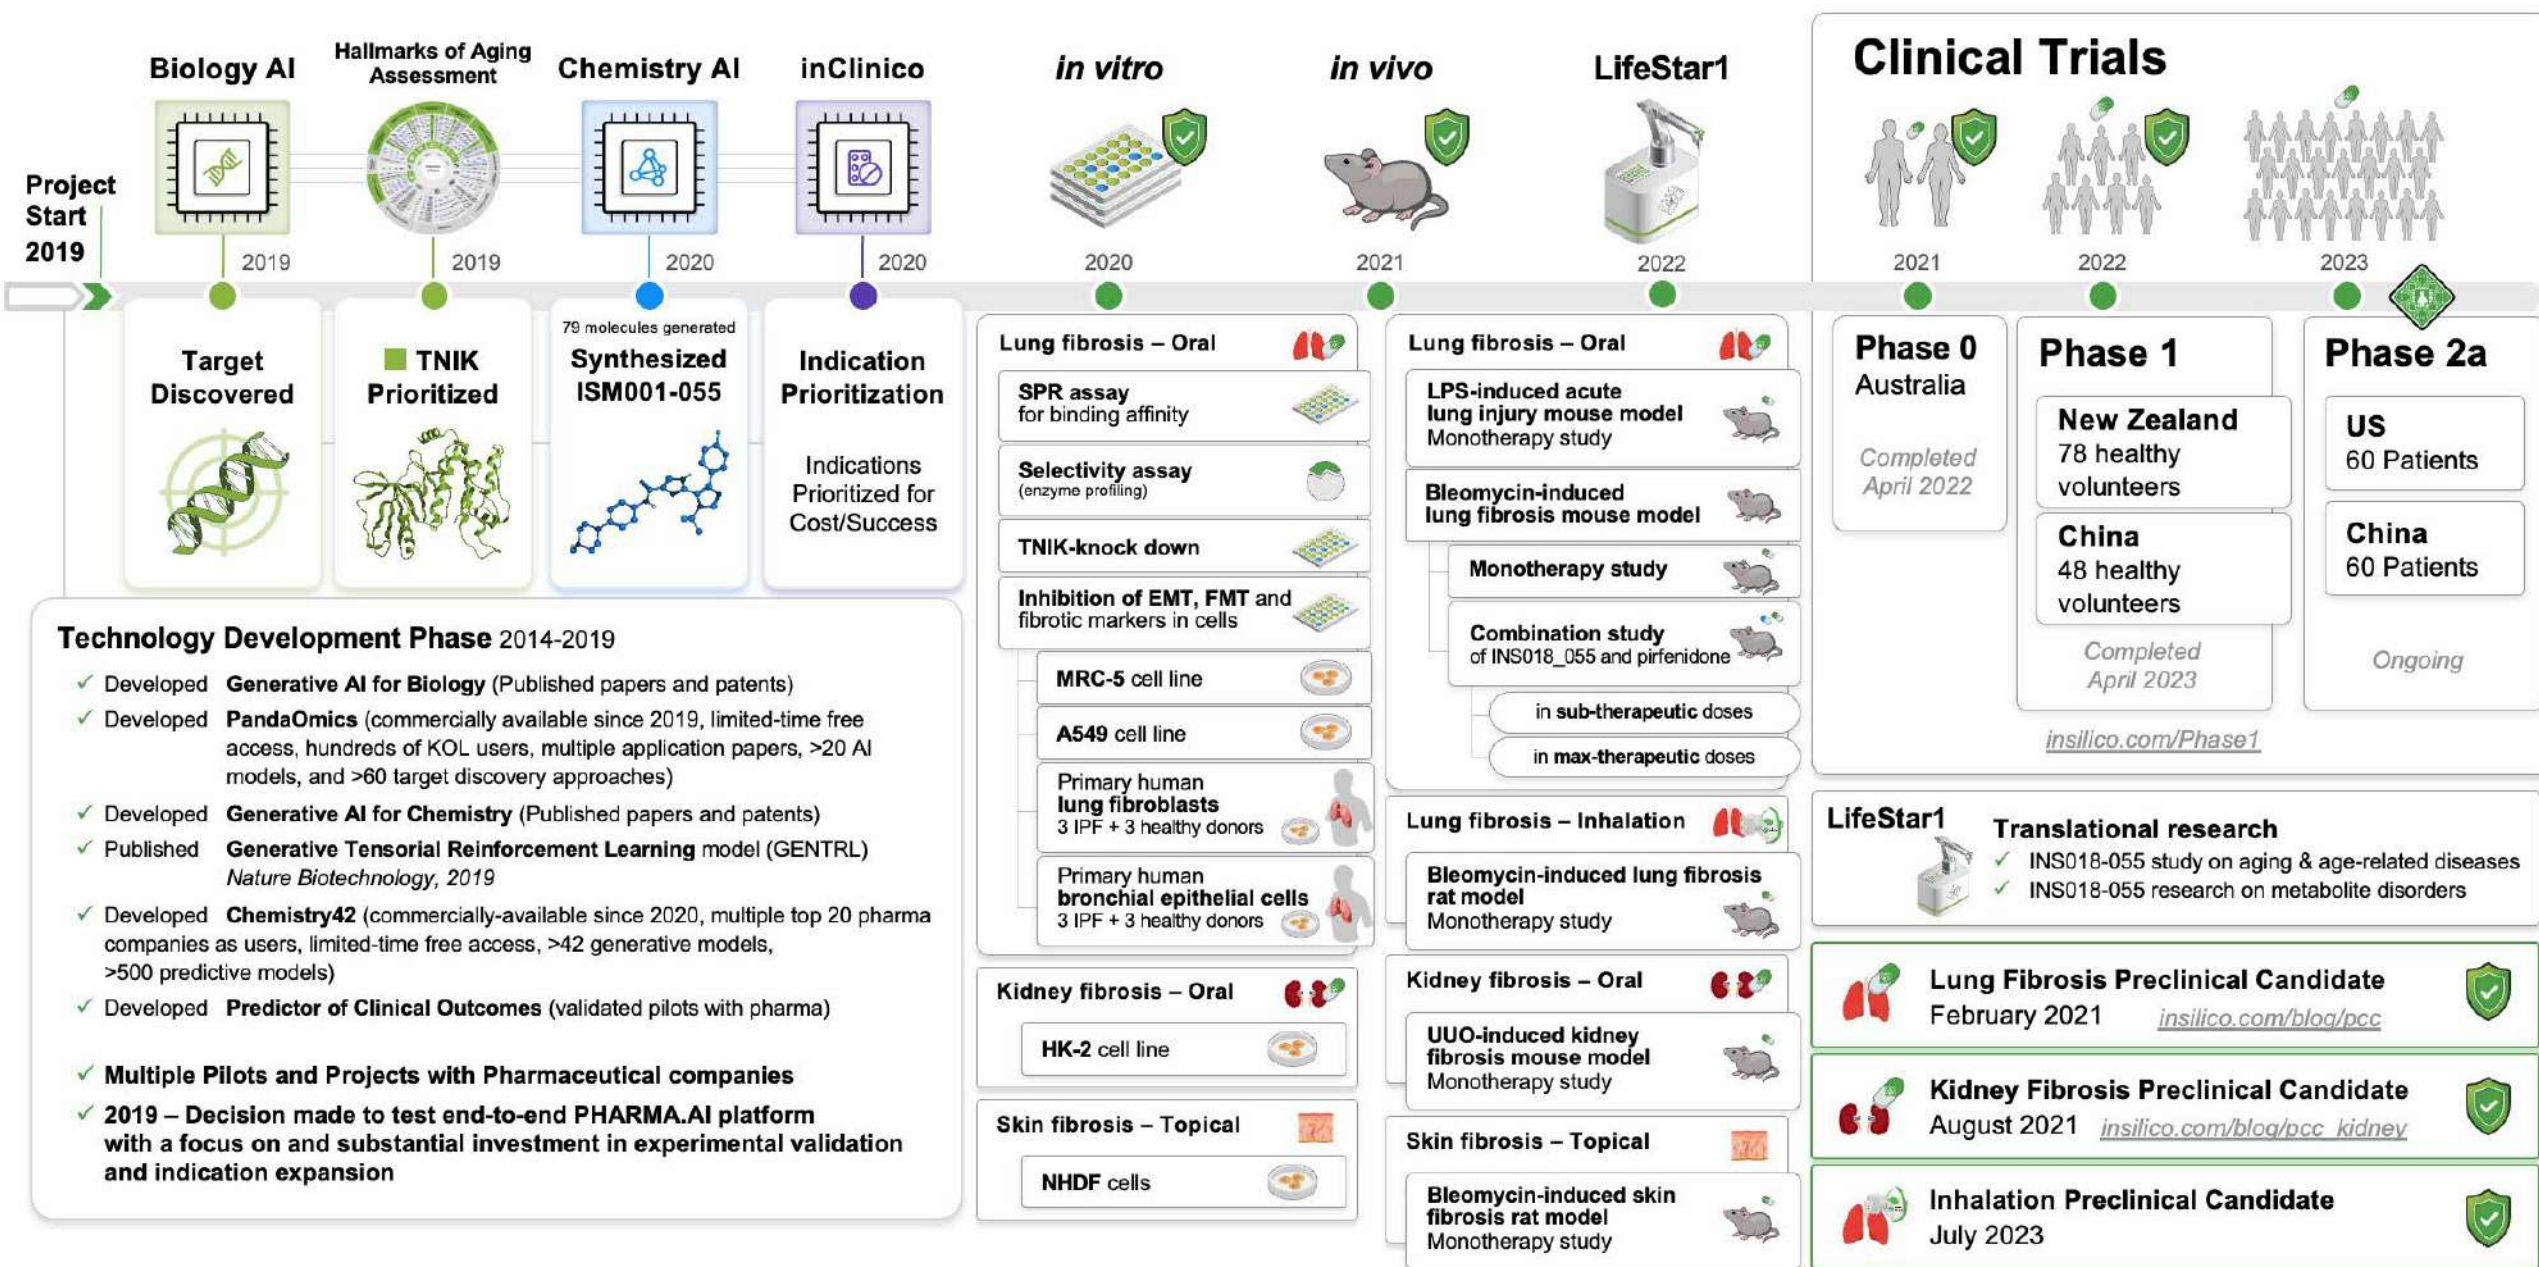 Project
Start
2019
Biology AI
2019
Target
Discovered
Hallmarks of Aging
Assessment
2019
TNIK
Prioritized
Chemistry AI
2020
79 molecules generated
Synthesized
ISM001-055
inClinico
2020
Indication
Prioritization
Indications
Prioritized for
Cost/Success
Technology Development Phase 2014-2019
✓ Developed Generative AI for Biology (Published papers and patents)
✓ Developed PandaOmics (commercially available since 2019, limited-time free
access, hundreds of KOL users, multiple application papers, >20 AI
models, and >60 target discovery approaches)
✓ Developed Generative AI for Chemistry (Published papers and patents)
✓ Published Generative Tensorial Reinforcement Learning model (GENTRL)
Nature Biotechnology, 2019
✓ Developed Chemistry42 (commercially-available since 2020, multiple top 20 pharma
companies as users, limited-time free access, >42 generative models,
>500 predictive models)
✓ Developed Predictor of Clinical Outcomes (validated pilots with pharma)
✓ Multiple Pilots and Projects with Pharmaceutical companies
✓ 2019 – Decision made to test end-to-end PHARMA.AI platform
with a focus on and substantial investment in experimental validation
and indication expansion
in vitro
2020
Lung fibrosis – Oral
SPR assay
for binding affinity
Selectivity assay
(enzyme profiling)
TNIK-knock down
Inhibition of EMT, FMT and
fibrotic markers in cells
MRC-5 cell line
A549 cell line
Primary human
lung fibroblasts
3 IPF + 3 healthy donors
Primary human
bronchial epithelial cells
3 IPF + 3 healthy donors
Kidney fibrosis – Oral
HK-2 cell line
Skin fibrosis – Topical
NHDF cells
in vivo
2021
LifeStar1
2022
Lung fibrosis – Oral
LPS-induced acute
lung injury mouse model
Monotherapy study
Bleomycin-induced
lung fibrosis mouse model
Monotherapy study
Combination study
of INS018_055 and pirfenidone
in sub-therapeutic doses
in max-therapeutic doses
Lung fibrosis – Inhalation
Bleomycin-induced lung fibrosis
rat model
Monotherapy study
Kidney fibrosis – Oral
UUO-induced kidney
fibrosis mouse model
Monotherapy study
Skin fibrosis – Topical
Bleomycin-induced skin
fibrosis rat model
Monotherapy study
Clinical Trials
2021
Phase 0
Australia
Completed
April 2022
2022
Phase 1
New Zealand
78 healthy
volunteers
China
48 healthy
volunteers
Completed
April 2023
insilico.com/Phase1
2023
Phase 2a
US
60 Patients
China
60 Patients
Ongoing
LifeStar1
Translational research
✓ INS018-055 study on aging & age-related diseases
✓ INS018-055 research on metabolite disorders
Lung Fibrosis Preclinical Candidate
February 2021 insilico.com/blog/pcc
Kidney Fibrosis Preclinical Candidate
August 2021 insilico.com/blog/pcc_kidney
Inhalation Preclinical Candidate
July 2023